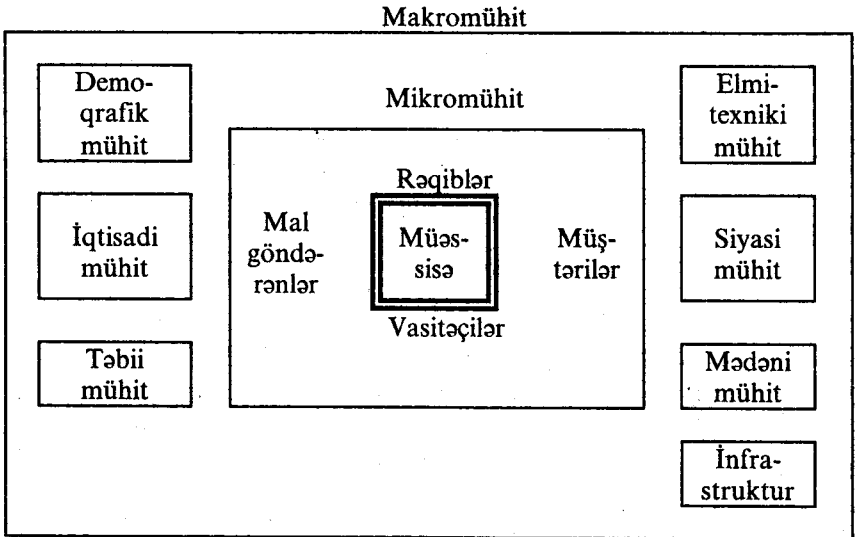 Makromühit
Demo-
qrafik
mühit
İqtisadi
mühit
Təbii
mühit
Mikromühit
Rəqiblər
Mal
göndə-
rənlər
Müəs-
sisə
Müş-
tərilər
Vasitəçilər
Elmi-
texniki
mühit
Siyasi
mühit
Mədəni
mühit
İnfra-
struktur